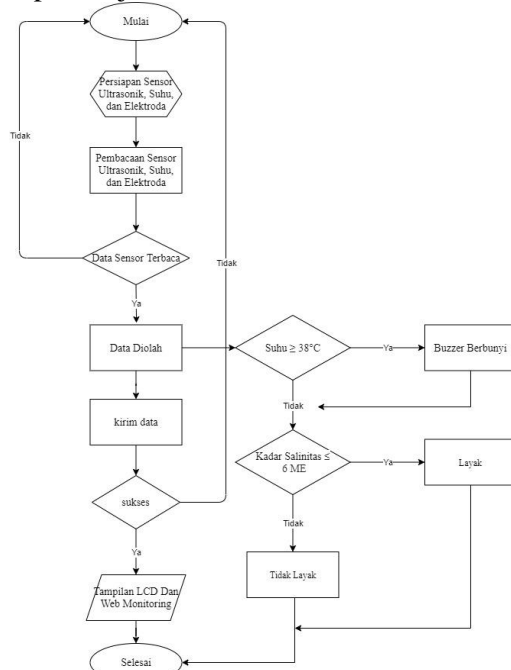 Mulai
Persiapan Sensor
Ultrasonik, Suhu,
dan Elektroda
Tidak
Pembacaan Sensor
Ultrasonik, Suhu,
dan Elektroda
Data Sensor Terbaca
Tidak
Ya
Data Diolah
Suhu ≥ 38°C
Ya
Buzzer Berbunyi
Tidak
kirim data
Kadar Salinitas ≤
6 ME
Ya
Layak
sukses
Tidak
Ya
Tidak Layak
Tampilan LCD Dan
Web Monitoring
Selesai